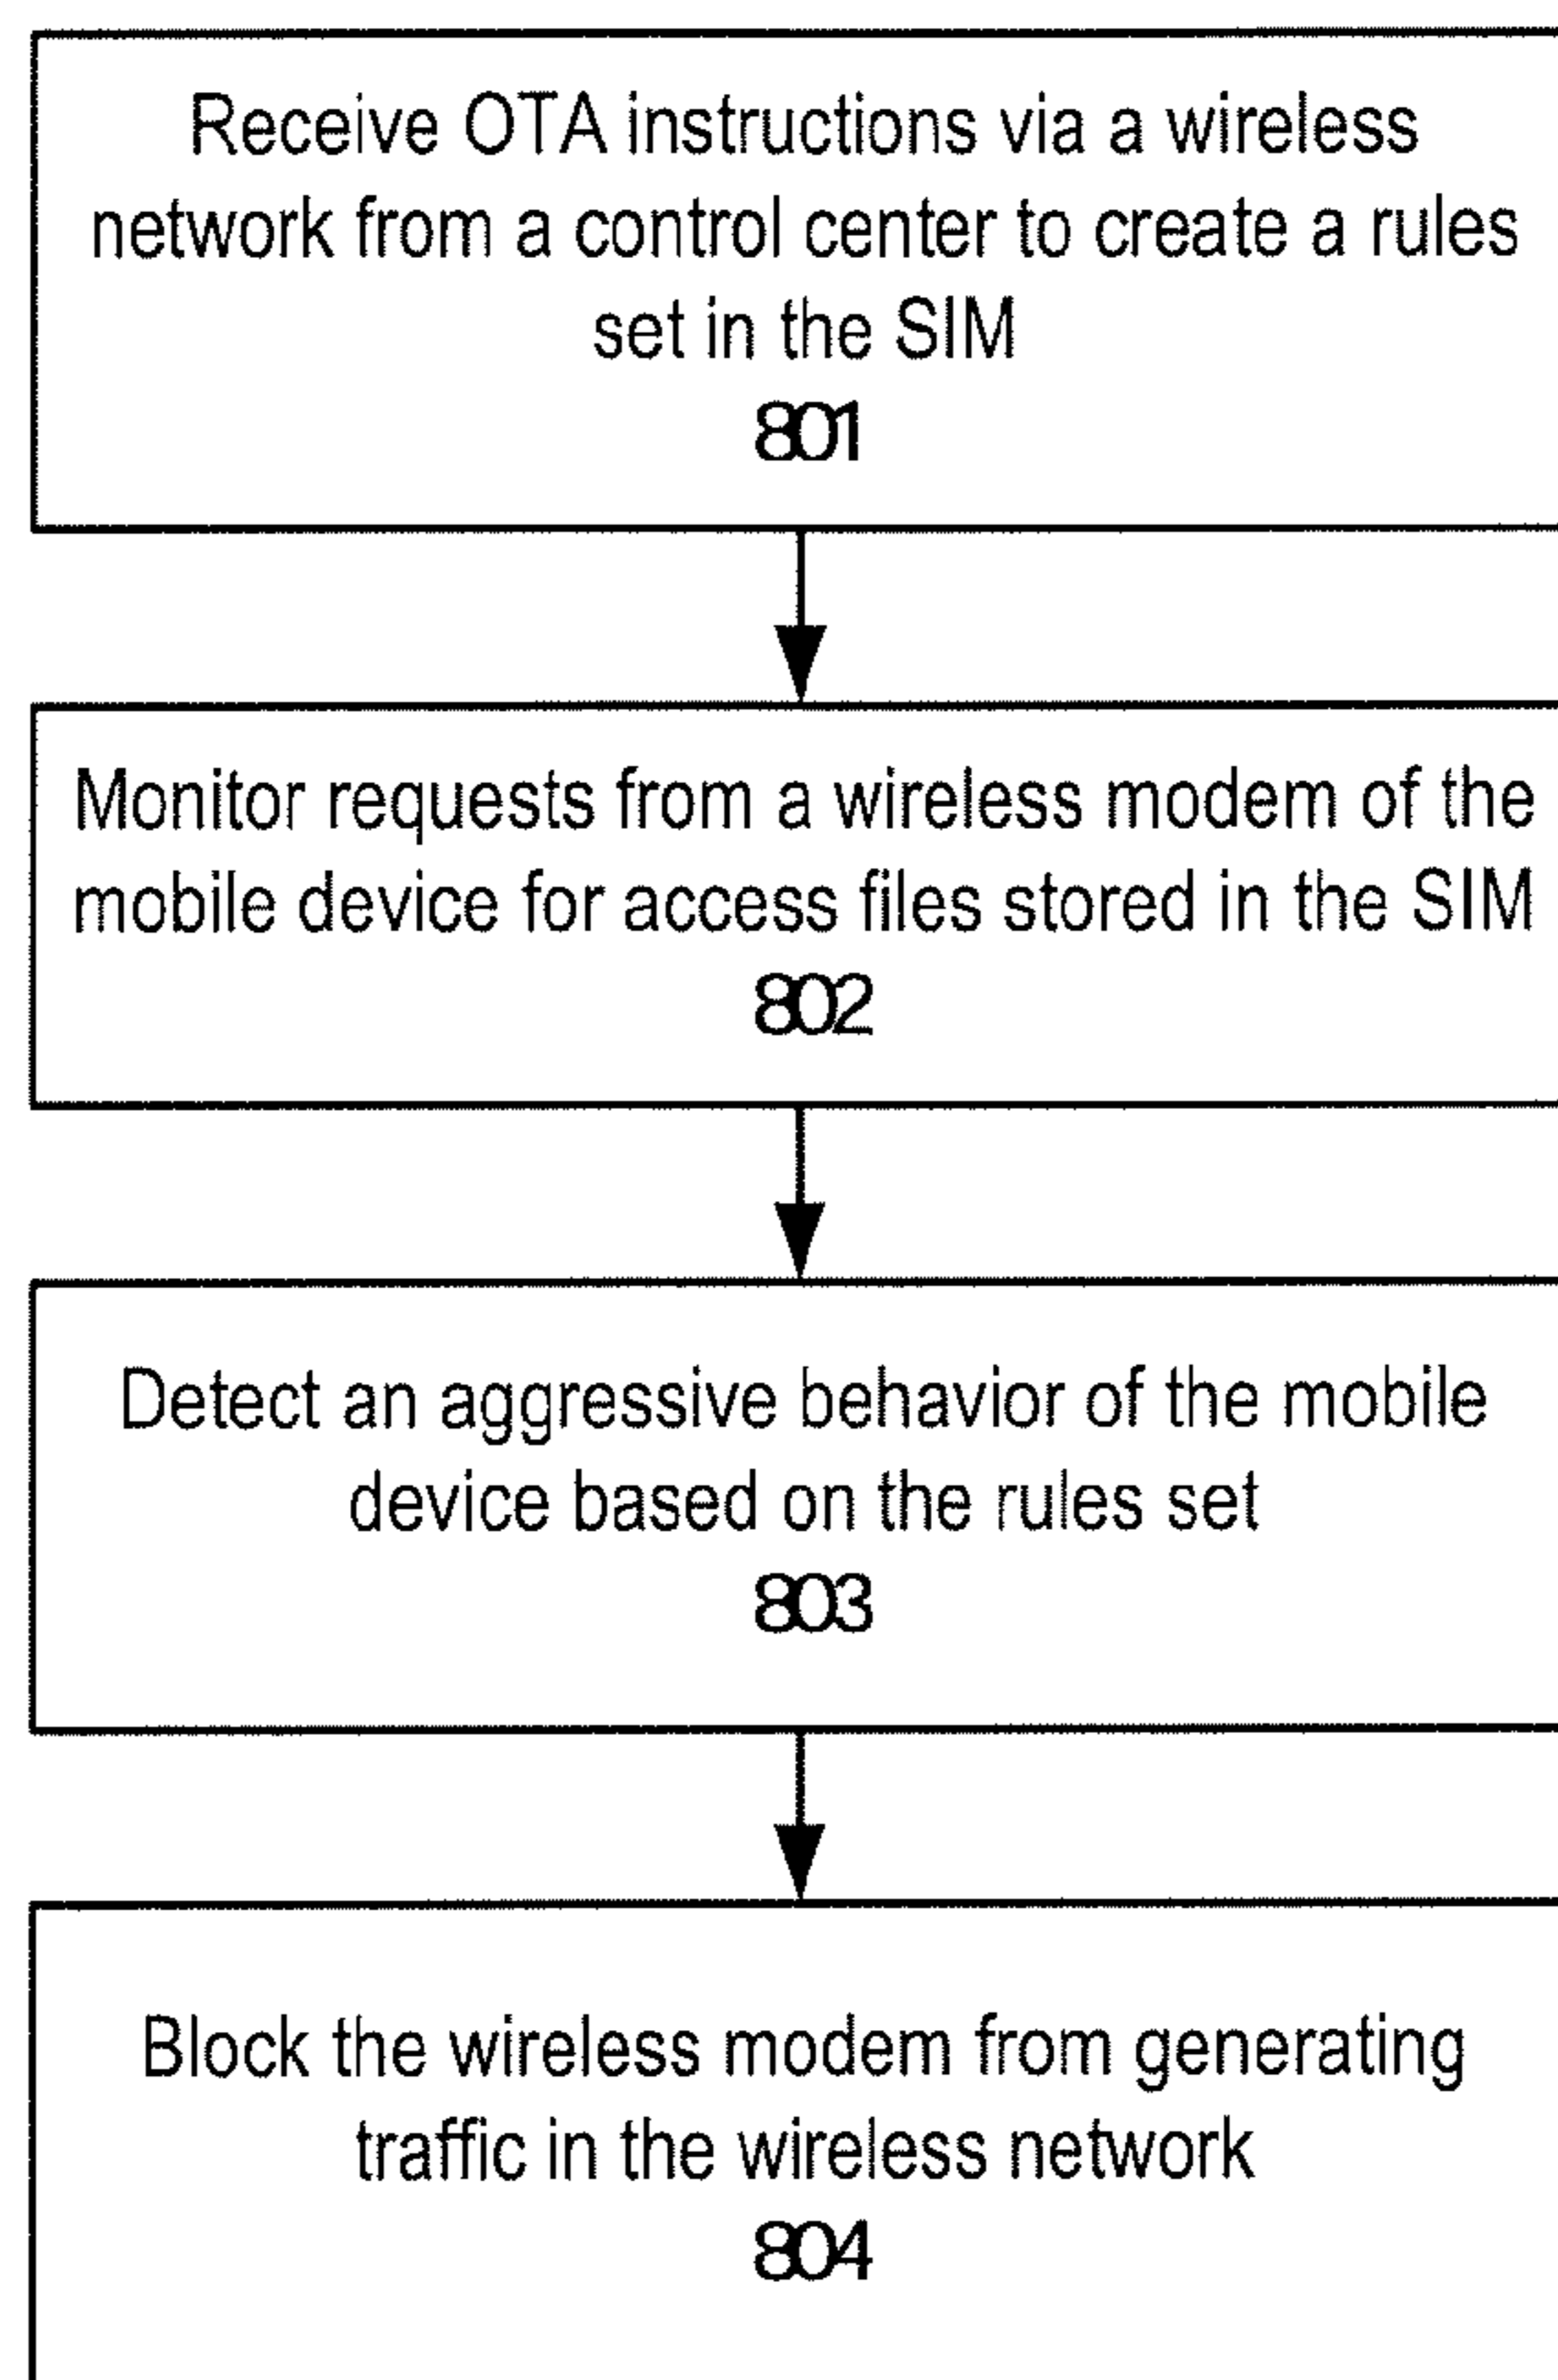 Receive OTA instructions via a wireless
network from a control center to create a rules
set in the SIM
801
Monitor requests from a wireless modem of the
mobile device for access files stored in the SIM
802
Detect an aggressive behavior of the mobile
device based on the rules set
803
Block the wireless modem from generating
traffic in the wireless network
804